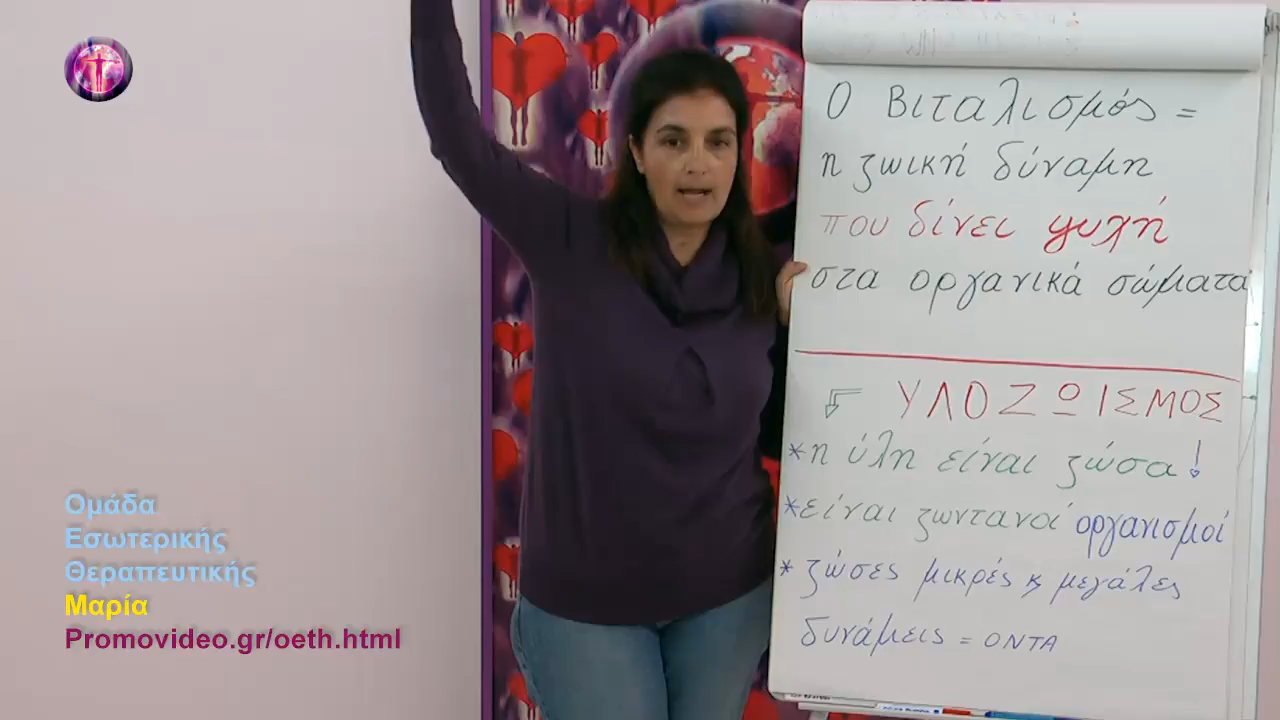 Ο Βιταλισμός =
η ζωική δύναμη
που δίνει ψυχή
στα οργανικά σώματα
ΥΛΟΖΩΙΣΜΟΣ
* η ύλη είναι ζώσα!
* είναι ζωντανοί οργανισμοί
* ζώσες μικρές ϗ μεγάλες
δυνάμεις = ΟΝΤΑ
Ομάδα
Εσωτερικής
Θεραπευτικής
Μαρία
Promovideo.gr/oeth.html